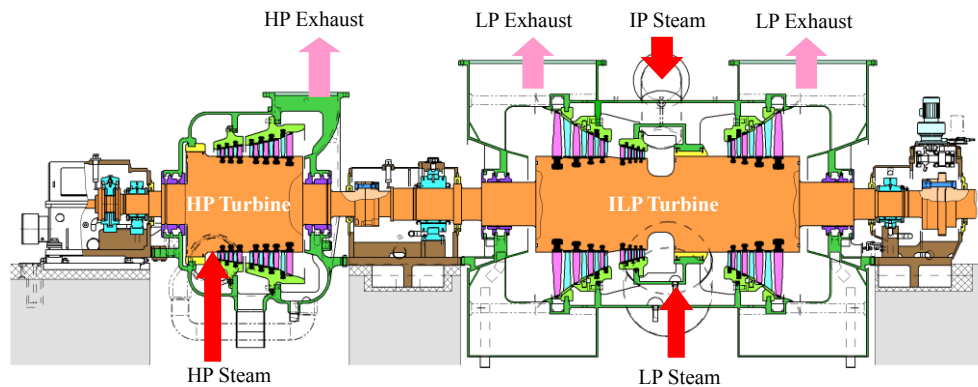 HP Exhaust
LP Exhaust
IP Steam
LP Exhaust
HP Turbine
ILP Turbine
HP Steam
LP Steam